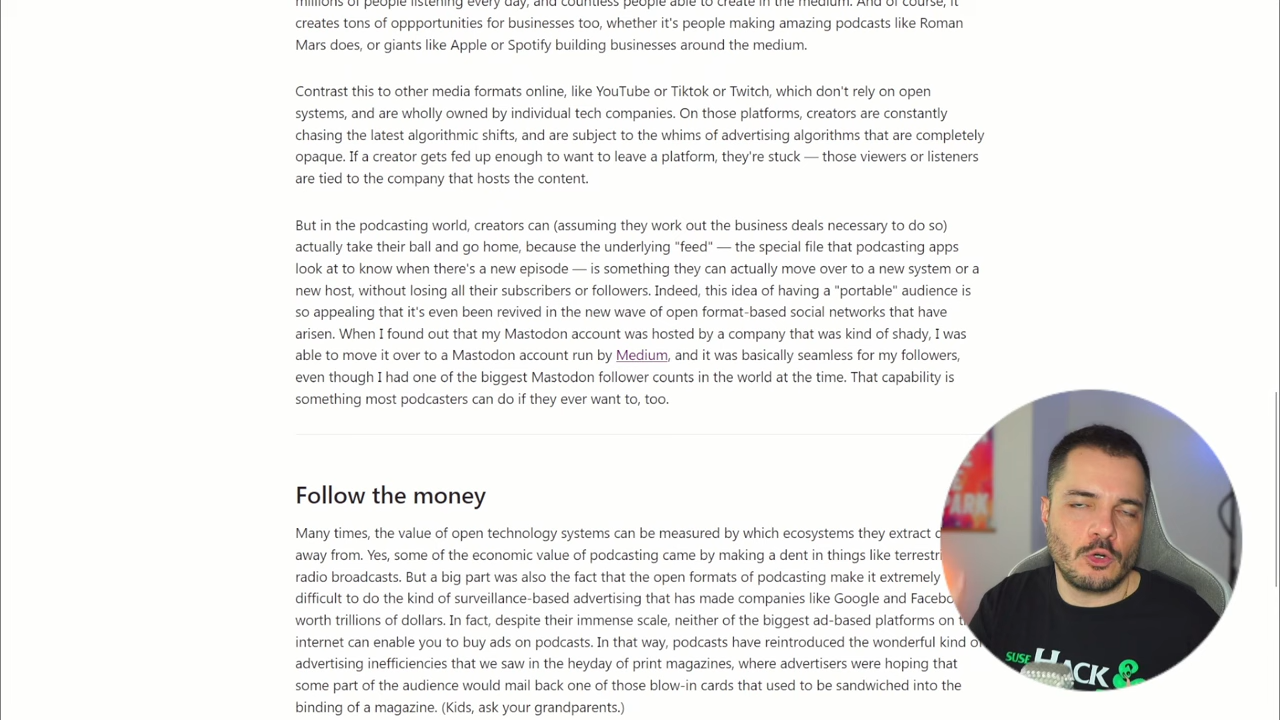 millions of people listening every day, and countless people able to create in the medium. And of course, it
creates tons of oppportunities for businesses too, whether it's people making amazing podcasts like Roman
Mars does, or giants like Apple or Spotify building businesses around the medium.
Contrast this to other media formats online, like YouTube or Tiktok or Twitch, which don't rely on open
systems, and are wholly owned by individual tech companies. On those platforms, creators are constantly
chasing the latest algorithmic shifts, and are subject to the whims of advertising algorithms that are completely
opaque. If a creator gets fed up enough to want to leave a platform, they're stuck — those viewers or listeners
are tied to the company that hosts the content.
But in the podcasting world, creators can (assuming they work out the business deals necessary to do so)
actually take their ball and go home, because the underlying "feed" — the special file that podcasting apps
look at to know when there's a new episode — is something they can actually move over to a new system or a
new host, without losing all their subscribers or followers. Indeed, this idea of having a "portable" audience is
so appealing that it's even been revived in the new wave of open format-based social networks that have
arisen. When I found out that my Mastodon account was hosted by a company that was kind of shady, I was
able to move it over to a Mastodon account run by Medium, and it was basically seamless for my followers,
even though I had one of the biggest Mastodon follower counts in the world at the time. That capability is
something most podcasters can do if they ever want to, too.
Follow the money
Many times, the value of open technology systems can be measured by which ecosystems they extract
away from. Yes, some of the economic value of podcasting came by making a dent in things like
radio broadcasts. But a big part was also the fact that the open formats of podcasting make it extremely
difficult to do the kind of surveillance-based advertising that has made companies like Google and
worth trillions of dollars. In fact, despite their immense scale, neither of the biggest ad-based platforms on
internet can enable you to buy ads on podcasts. In that way, podcasts have reintroduced the wonderful kind of
advertising inefficiencies that we saw in the heyday of print magazines, where advertisers were hoping that
some part of the audience would mail back one of those blow-in cards that used to be sandwiched into the
binding of a magazine. (Kids, ask your grandparents.)
PARK
SUSE HACK